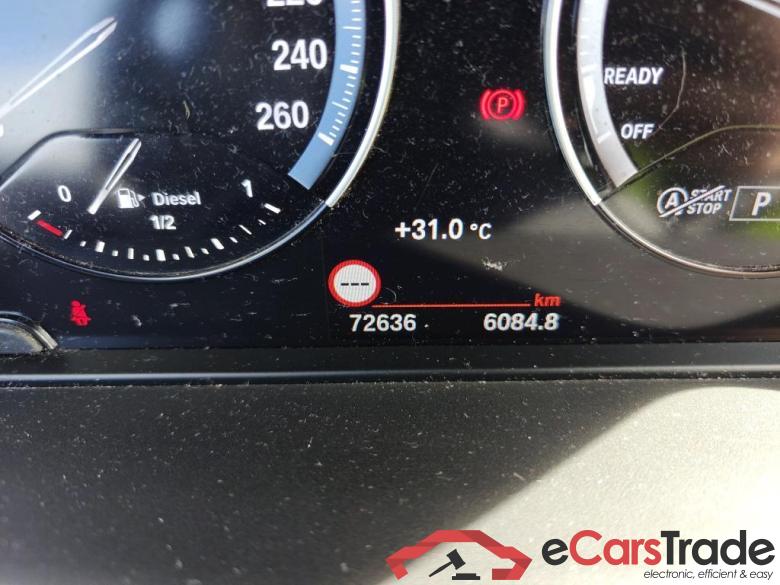 220
240
260
READY
OFF
P
0
Diesel
1
1/2
+31.0 °C
A START
STOP
P
---
km
72636
6084.8
eCarsTrade
electronic, efficient & easy